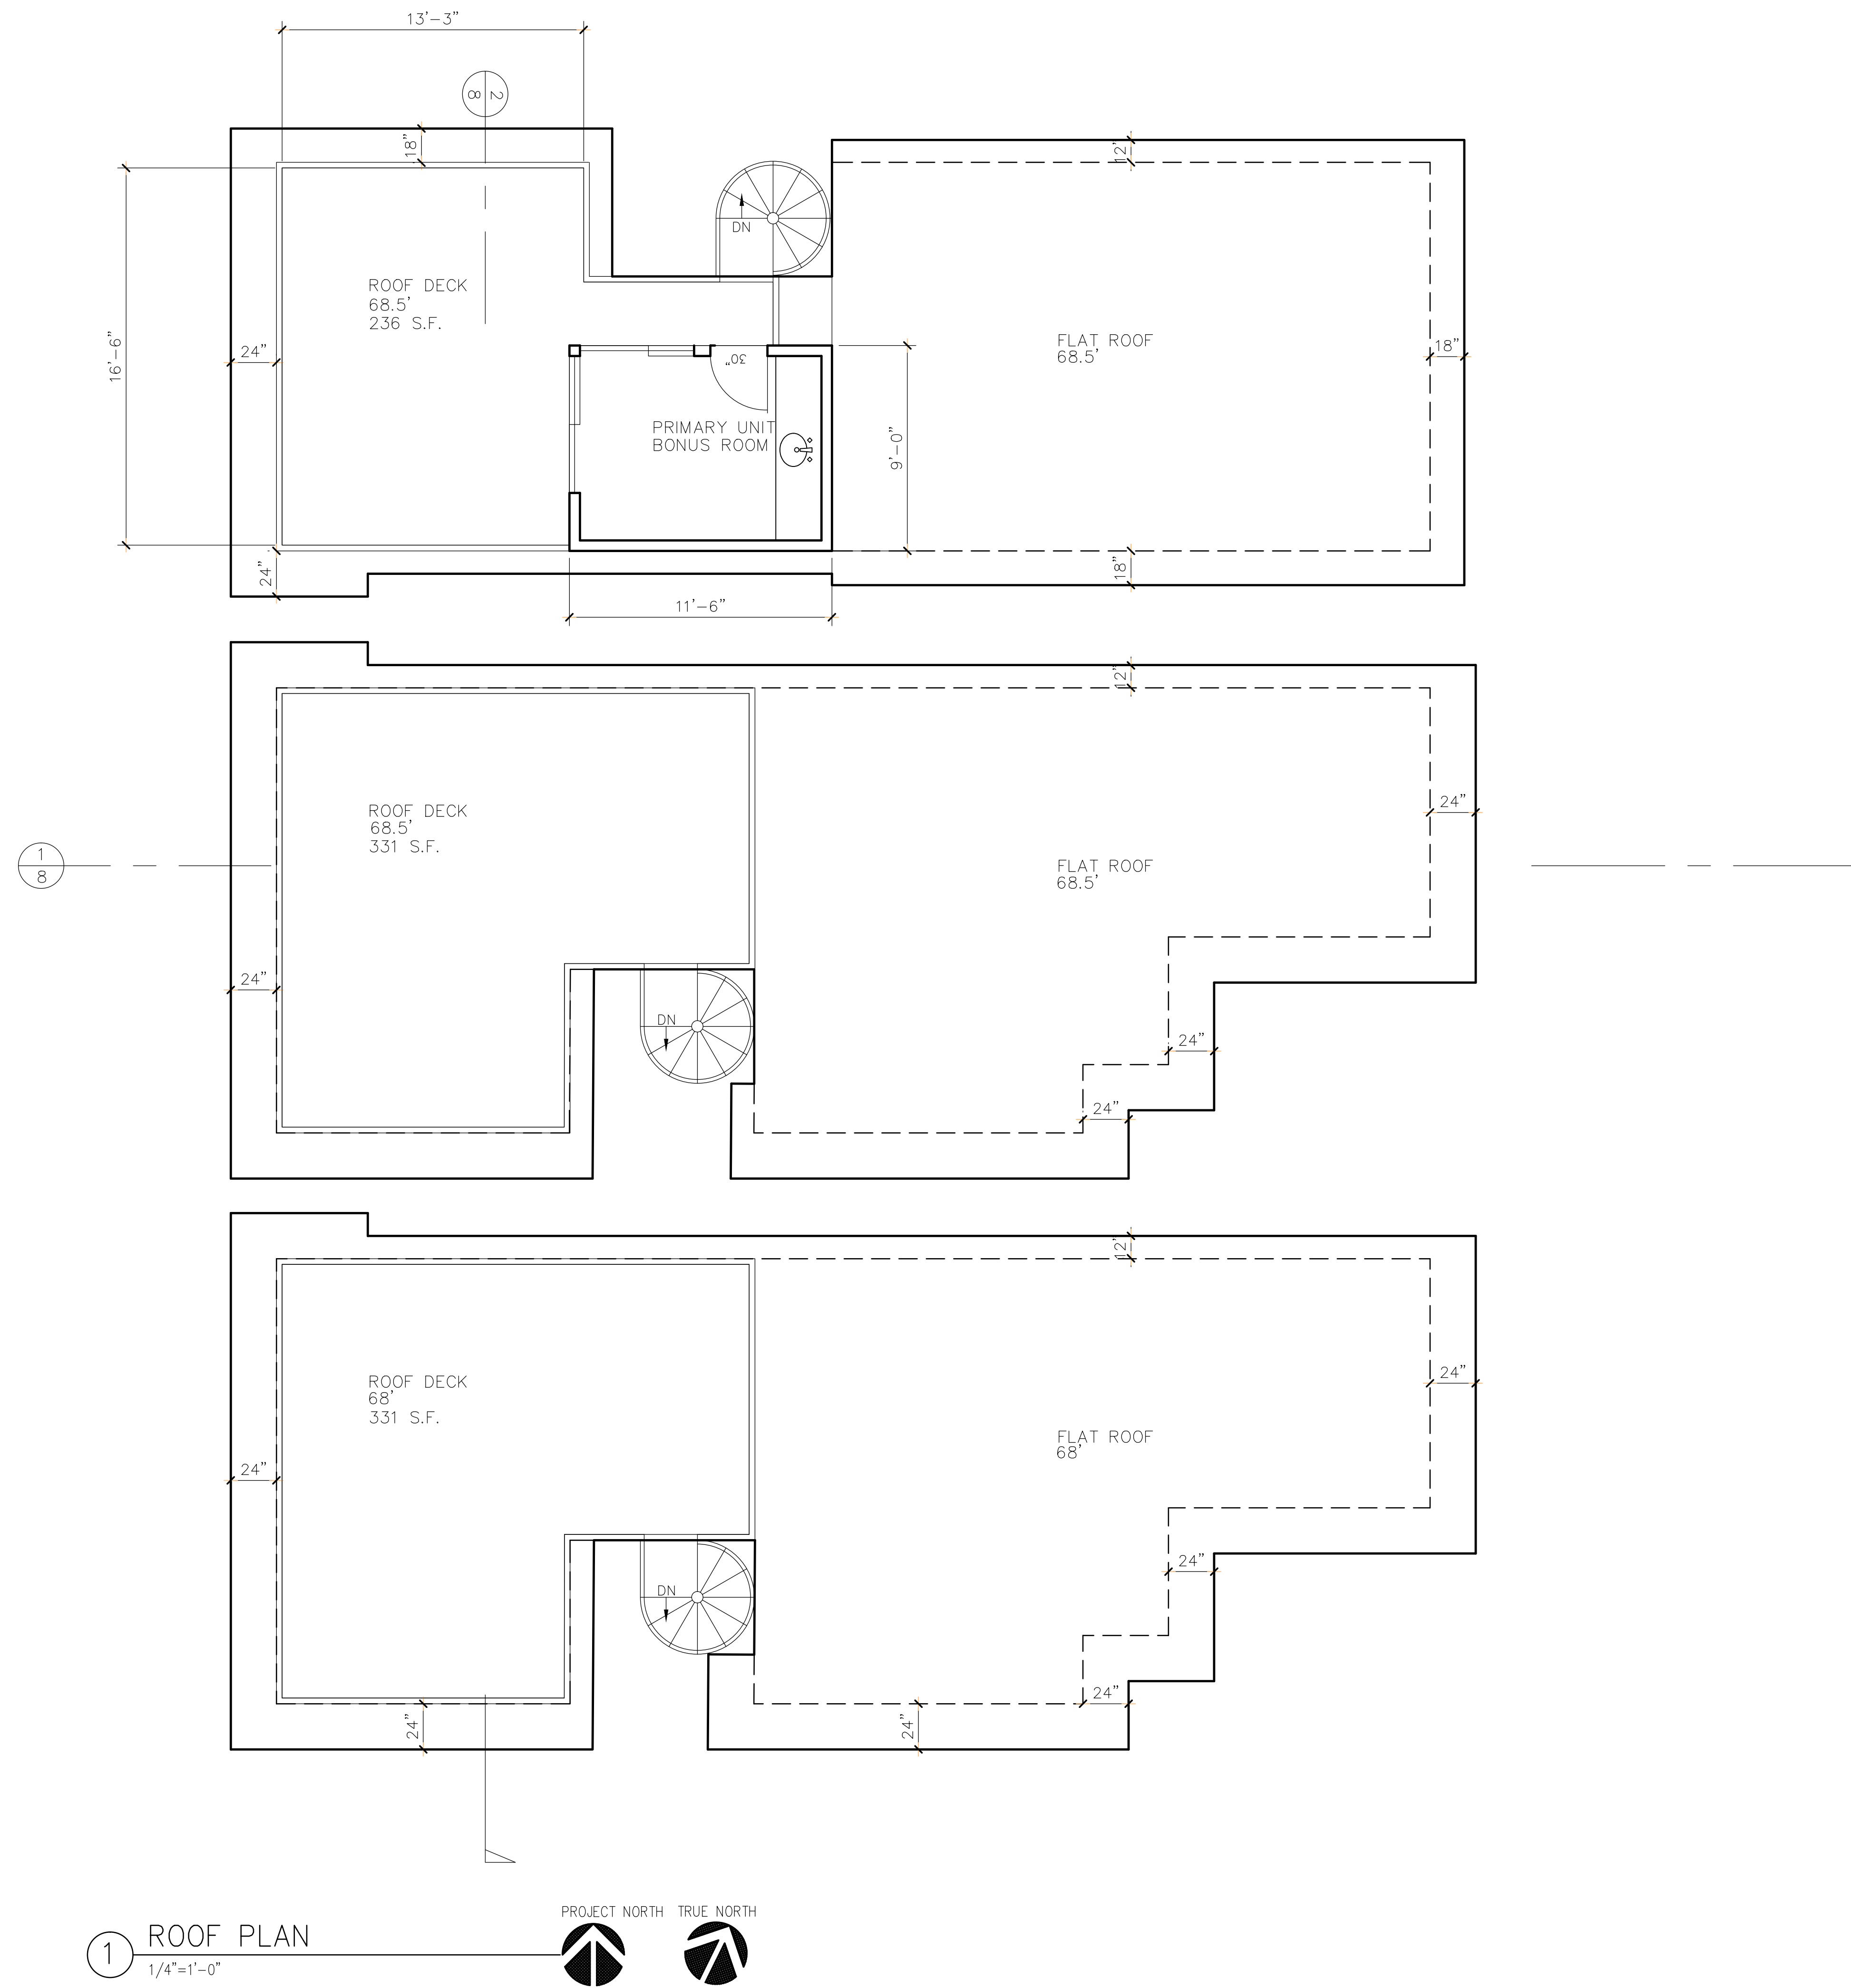 13'-3"
2
8
18"
12"
DN
ROOF DECK
68.5'
236 S.F.
16'-6"
24"
30"
FLAT ROOF
68.5'
18"
PRIMARY UNIT
BONUS ROOM
9'-0"
24"
18"
11'-6"
12"
24"
ROOF DECK
68.5'
331 S.F.
1
8
FLAT ROOF
68.5'
24"
DN
24"
24"
12"
24"
ROOF DECK
68'
331 S.F.
FLAT ROOF
68'
24"
DN
24"
24"
24"
24"
PROJECT NORTH
TRUE NORTH
1
ROOF PLAN
1/4"=1'-0"